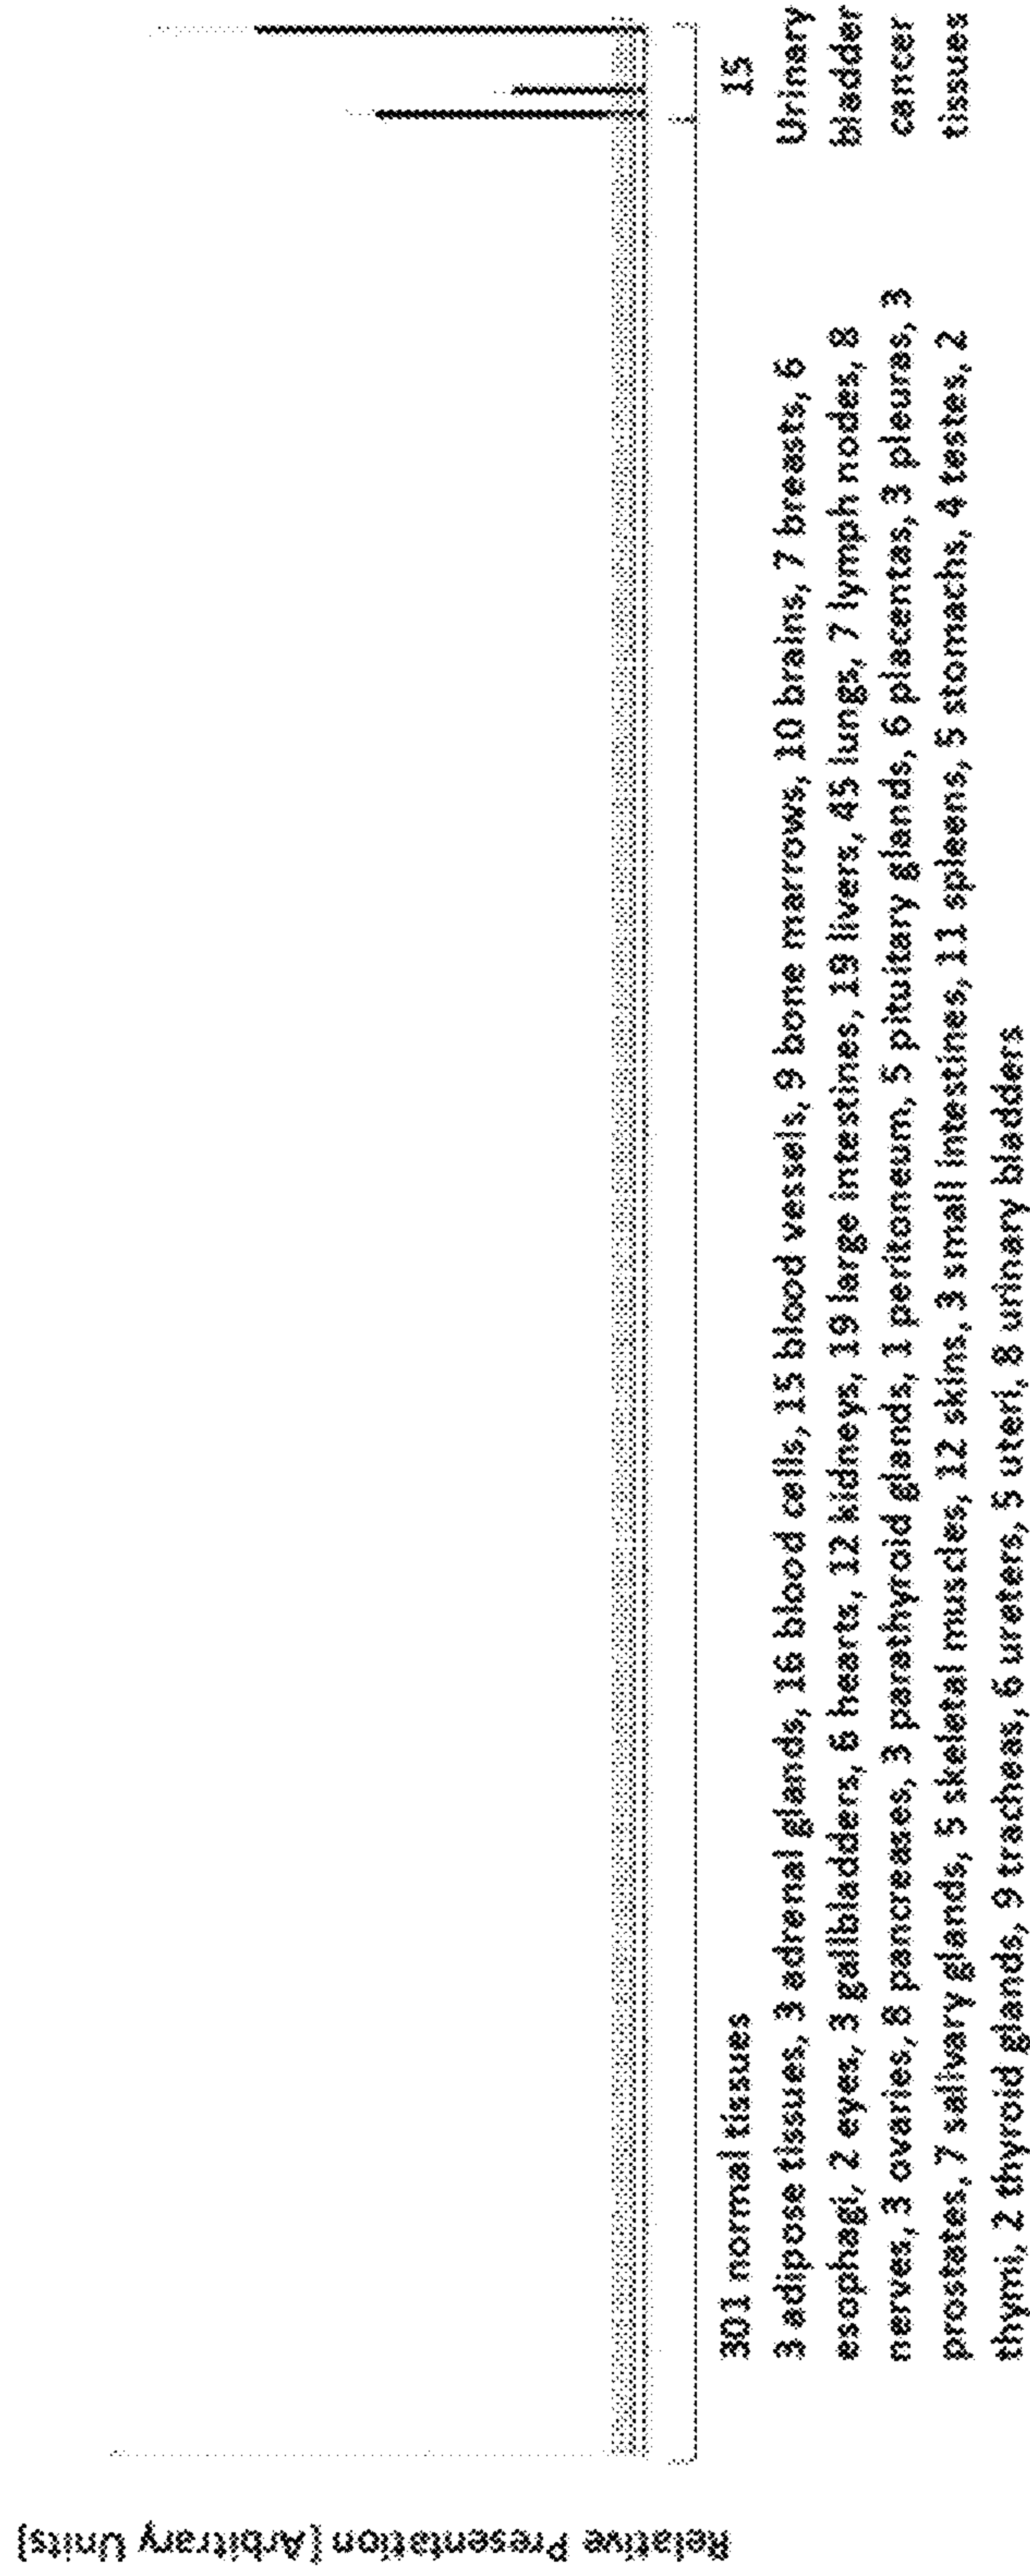 Relative Presentation [Arbitrary Units]
301 normal tissues
3 adipose tissues, 3 adrenal glands, 16 blood cells, 15 blood vessels, 9 bone marrows, 10 brains, 7 breasts, 6
esophagi, 2 eyes, 3 gallbladders, 6 hearts, 12 kidneys, 19 large intestines, 19 livers, 45 lungs, 7 lymph nodes, 8
nerves, 3 ovaries, 8 pancreases, 3 parathyroid glands, 1 peritoneum, 5 pituitary glands, 6 placentas, 3 pleuras, 3
prostates, 7 salivary glands, 5 skeletal muscles, 12 skins, 3 small intestines, 11 spleens, 5 stomachs, 4 testes, 2
thymi, 2 thyroid glands, 9 tracheas, 6 ureters, 5 uteri, 8 urinary bladders
15
Urinary
bladder
cancer
tissues